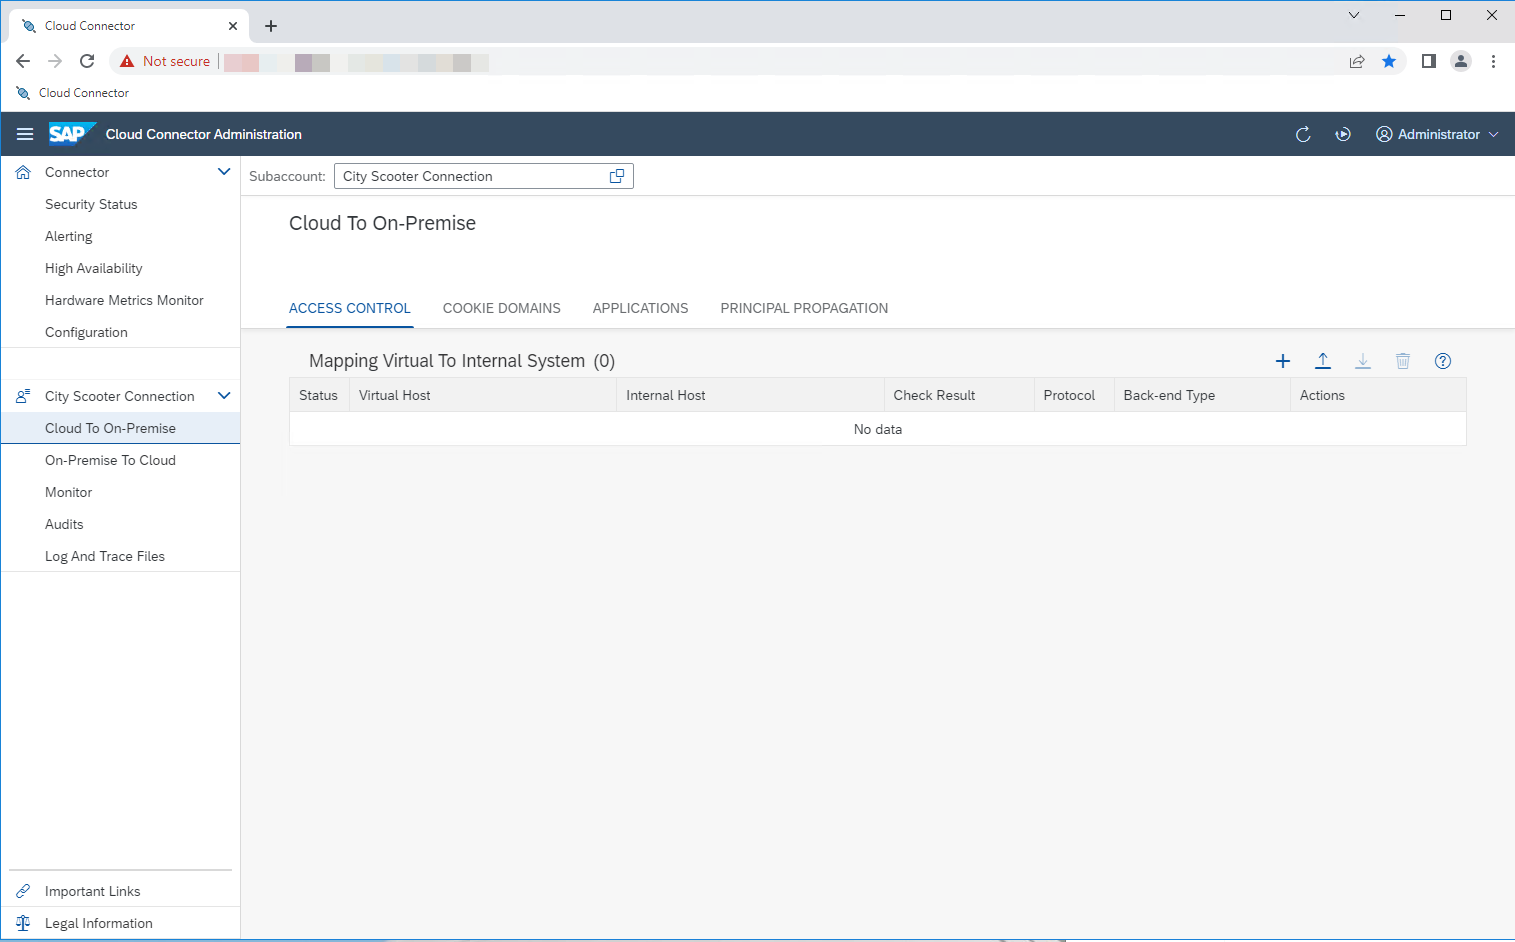 Cloud Connector
Not secure
Cloud Connector
SAP Cloud Connector Administration
Administrator
Connector
Security Status
Alerting
High Availability
Hardware Metrics Monitor
Configuration
City Scooter Connection
Cloud To On-Premise
On-Premise To Cloud
Monitor
Audits
Log And Trace Files
Important Links
Legal Information
Subaccount: City Scooter Connection
Cloud To On-Premise
ACCESS CONTROL COOKIE DOMAINS APPLICATIONS PRINCIPAL PROPAGATION
Mapping Virtual To Internal System (0)
Status Virtual Host Internal Host Check Result Protocol Back-end Type Actions
No data